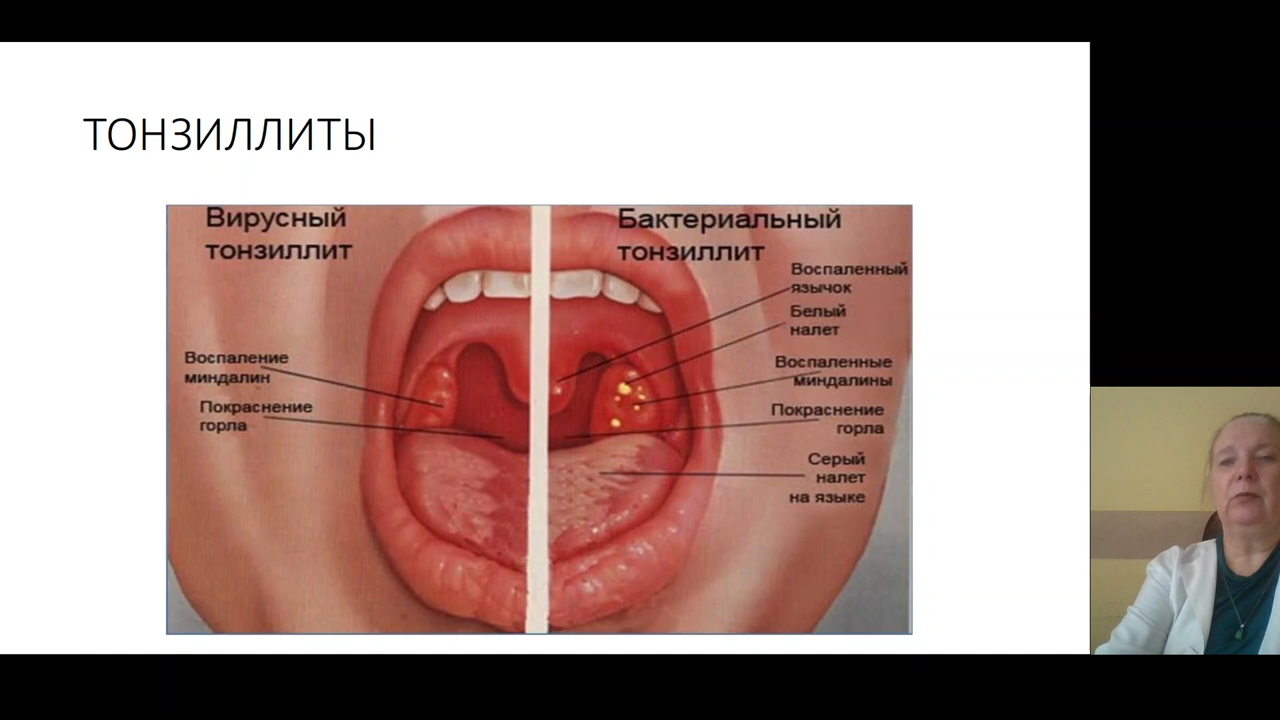 ТОНЗИЛЛИТЫ
Вирусный
тонзиллит
Воспаление
миндалин
Покраснение
горла
Бактериальный
тонзиллит
Воспаленный
язычок
Белый
налет
Воспаленные
миндалины
Покраснение
горла
Серый
налет
на языке